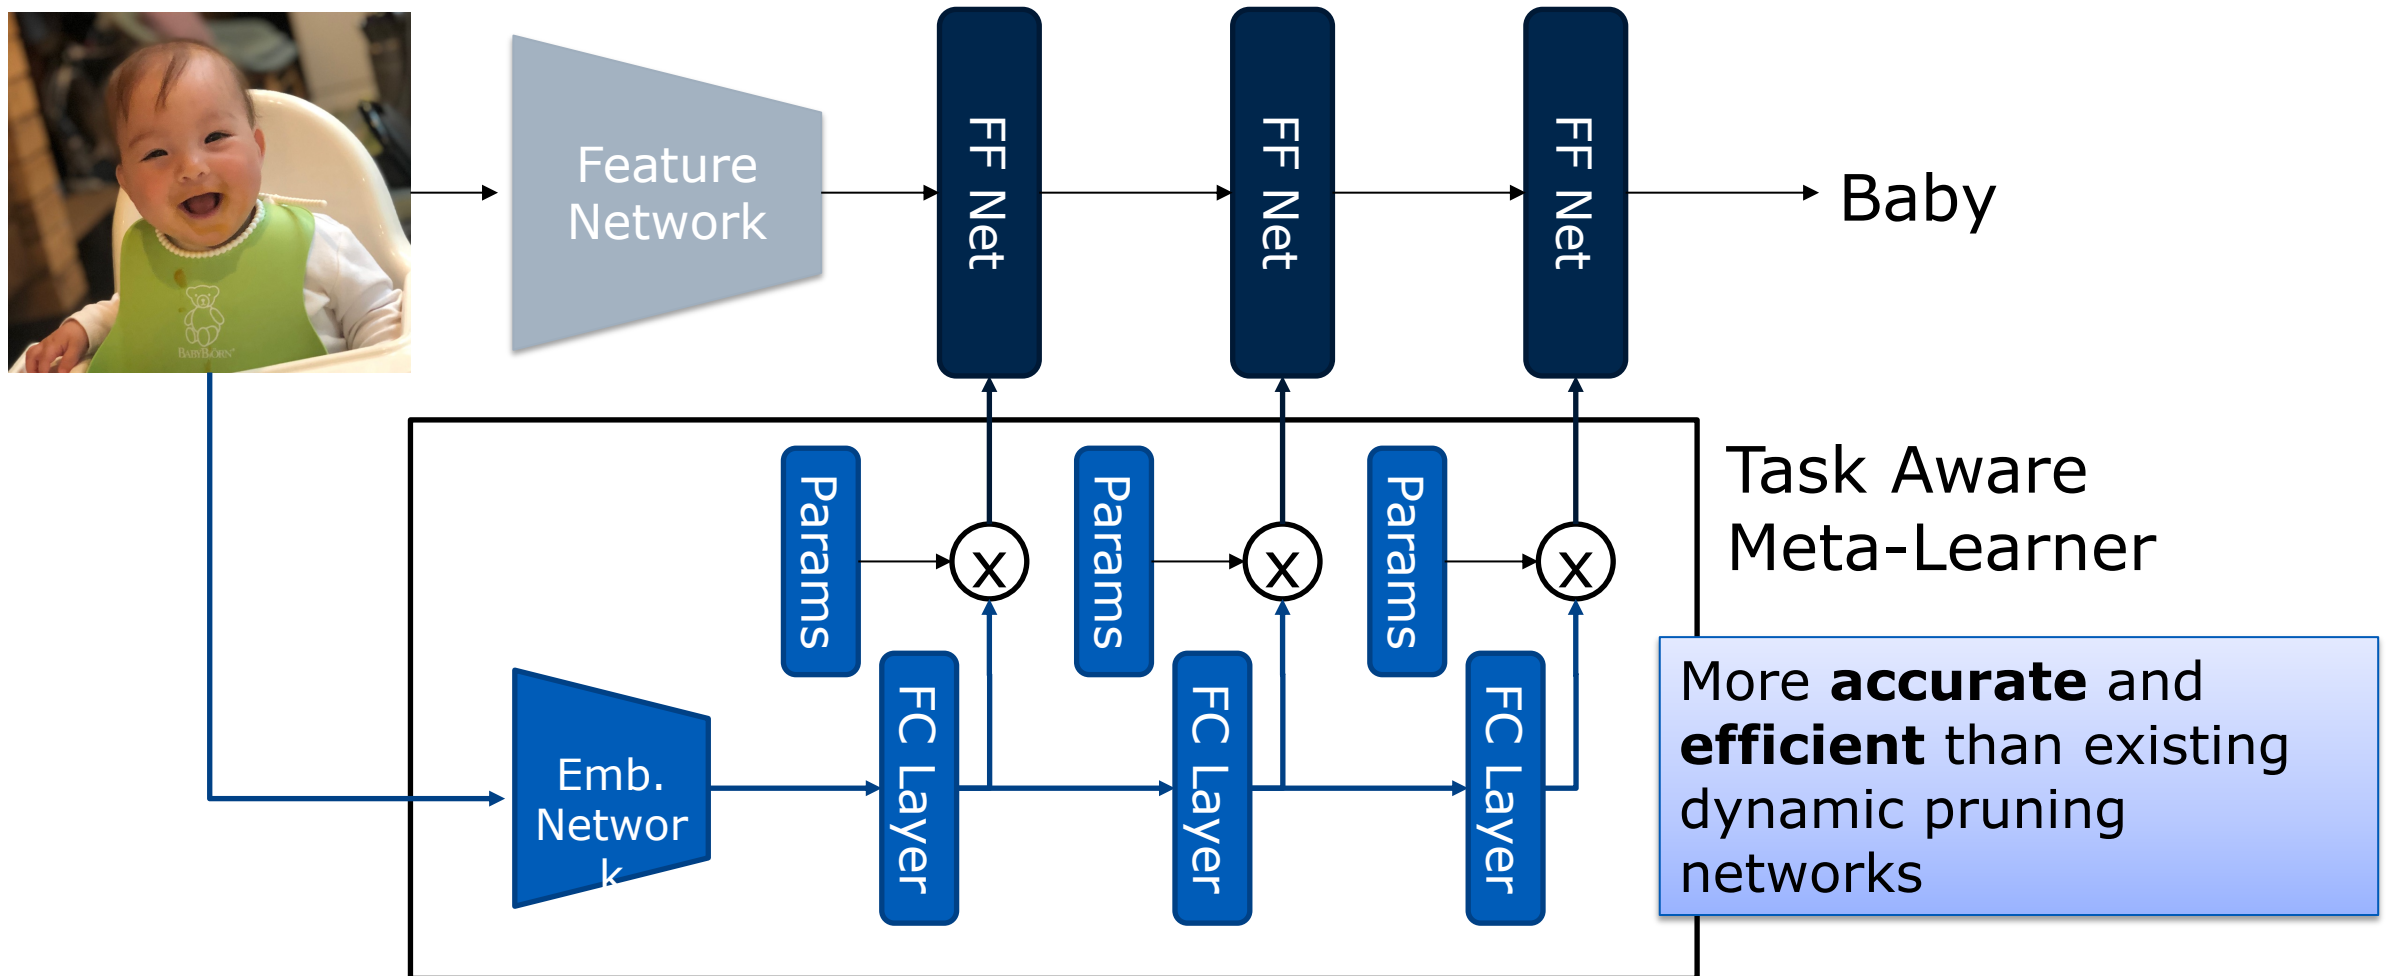 Feature
Network
FF Net
FF Net
FF Net
Baby
BABYBJÖRN
Params
Params
Params
x
x
x
Task Aware
Meta-Learner
Emb.
Networ
k
FC Layer
FC Layer
FC Layer
More accurate and
efficient than existing
dynamic pruning
networks